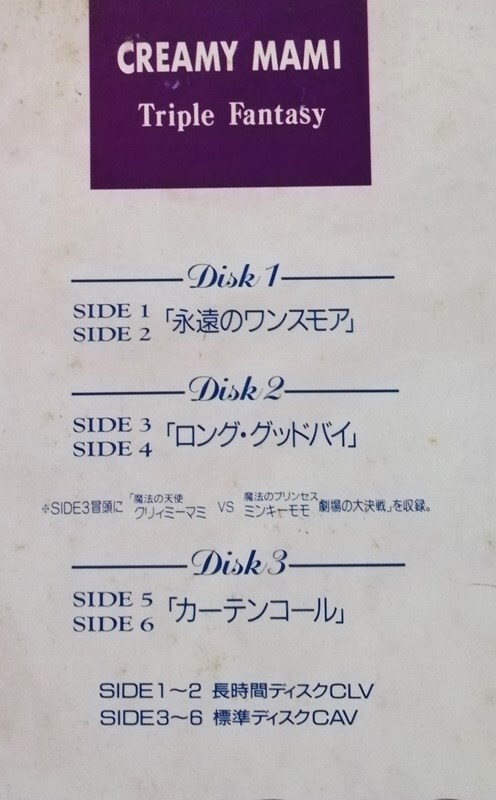 CREAMY MAMI
Triple Fantasy
Disk 1
SIDE 1
SIDE 2
「永遠のワンスモア」
Disk 2
SIDE 3
SIDE 4
「ロング・グッドバイ」
※SIDE3冒頭に「魔法の天使クリィミーマミ VS 魔法のプリンセスミンキーモモ 劇場の大決戦」を収録。
Disk 3
SIDE 5
SIDE 6
「カーテンコール」
SIDE1〜2 長時間ディスクCLV
SIDE3〜6 標準ディスクCAV